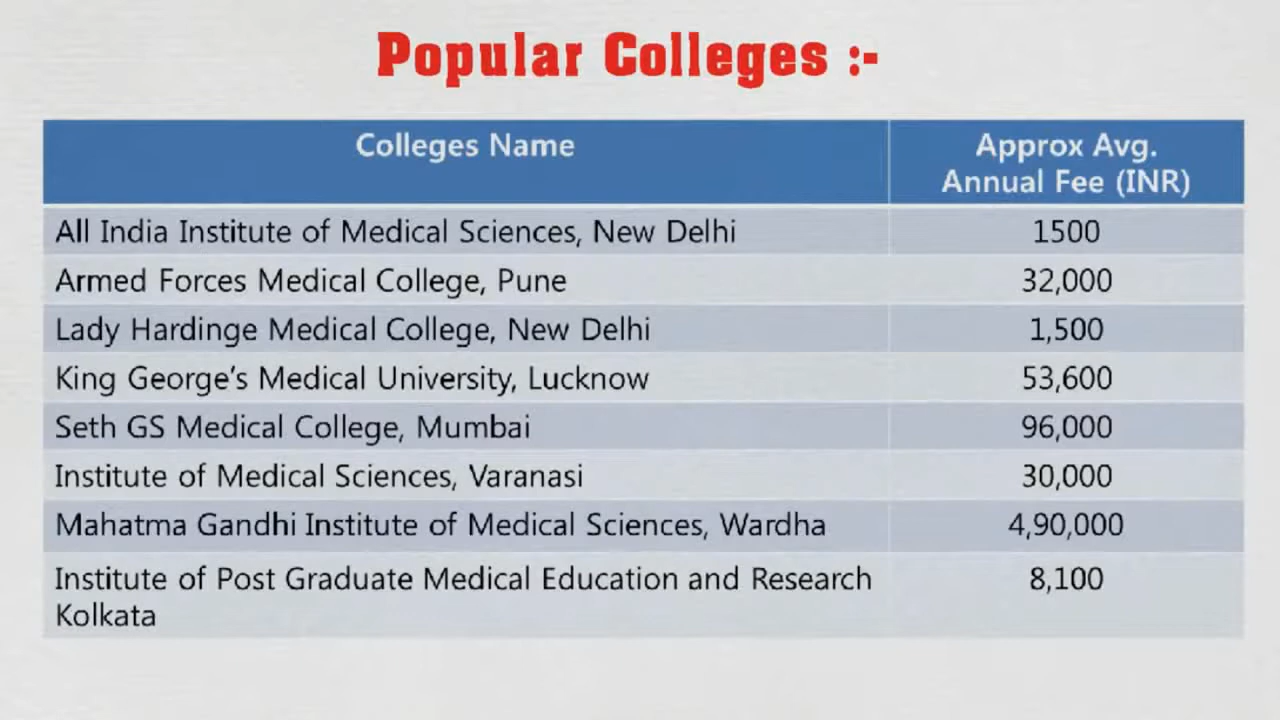 Popular Colleges :-
Colleges Name
Approx Avg.
Annual Fee (INR)
All India Institute of Medical Sciences, New Delhi 1500
Armed Forces Medical College, Pune 32,000
Lady Hardinge Medical College, New Delhi 1,500
King George’s Medical University, Lucknow 53,600
Seth GS Medical College, Mumbai 96,000
Institute of Medical Sciences, Varanasi 30,000
Mahatma Gandhi Institute of Medical Sciences, Wardha 4,90,000
Institute of Post Graduate Medical Education and Research 8,100
Kolkata